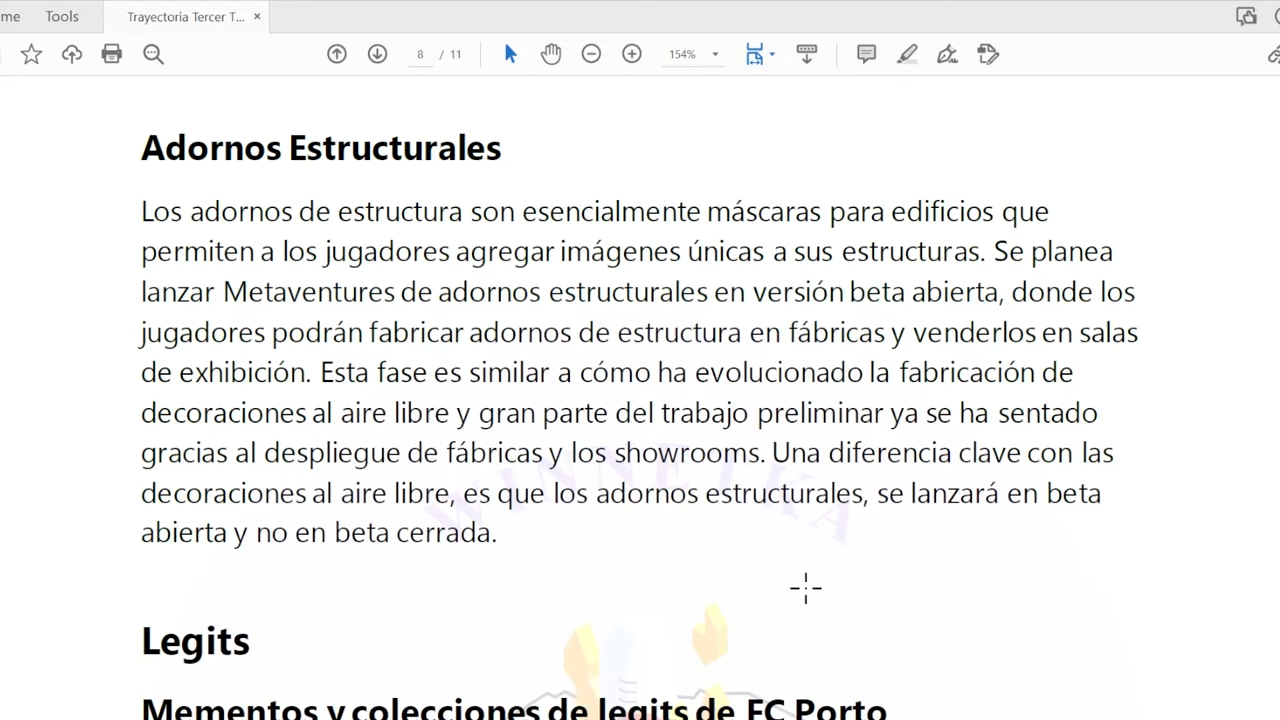 me Tools Trayectoria Tercer T... ×
8 / 11 154%
Adornos Estructurales
Los adornos de estructura son esencialmente máscaras para edificios que
permiten a los jugadores agregar imágenes únicas a sus estructuras. Se planea
lanzar Metaventures de adornos estructurales en versión beta abierta, donde los
jugadores podrán fabricar adornos de estructura en fábricas y venderlos en salas
de exhibición. Esta fase es similar a cómo ha evolucionado la fabricación de
decoraciones al aire libre y gran parte del trabajo preliminar ya se ha sentado
gracias al despliegue de fábricas y los showrooms. Una diferencia clave con las
decoraciones al aire libre, es que los adornos estructurales, se lanzará en beta
abierta y no en beta cerrada.
WINNETKA
Legits
Mementos y colecciones de legits de FC Porto